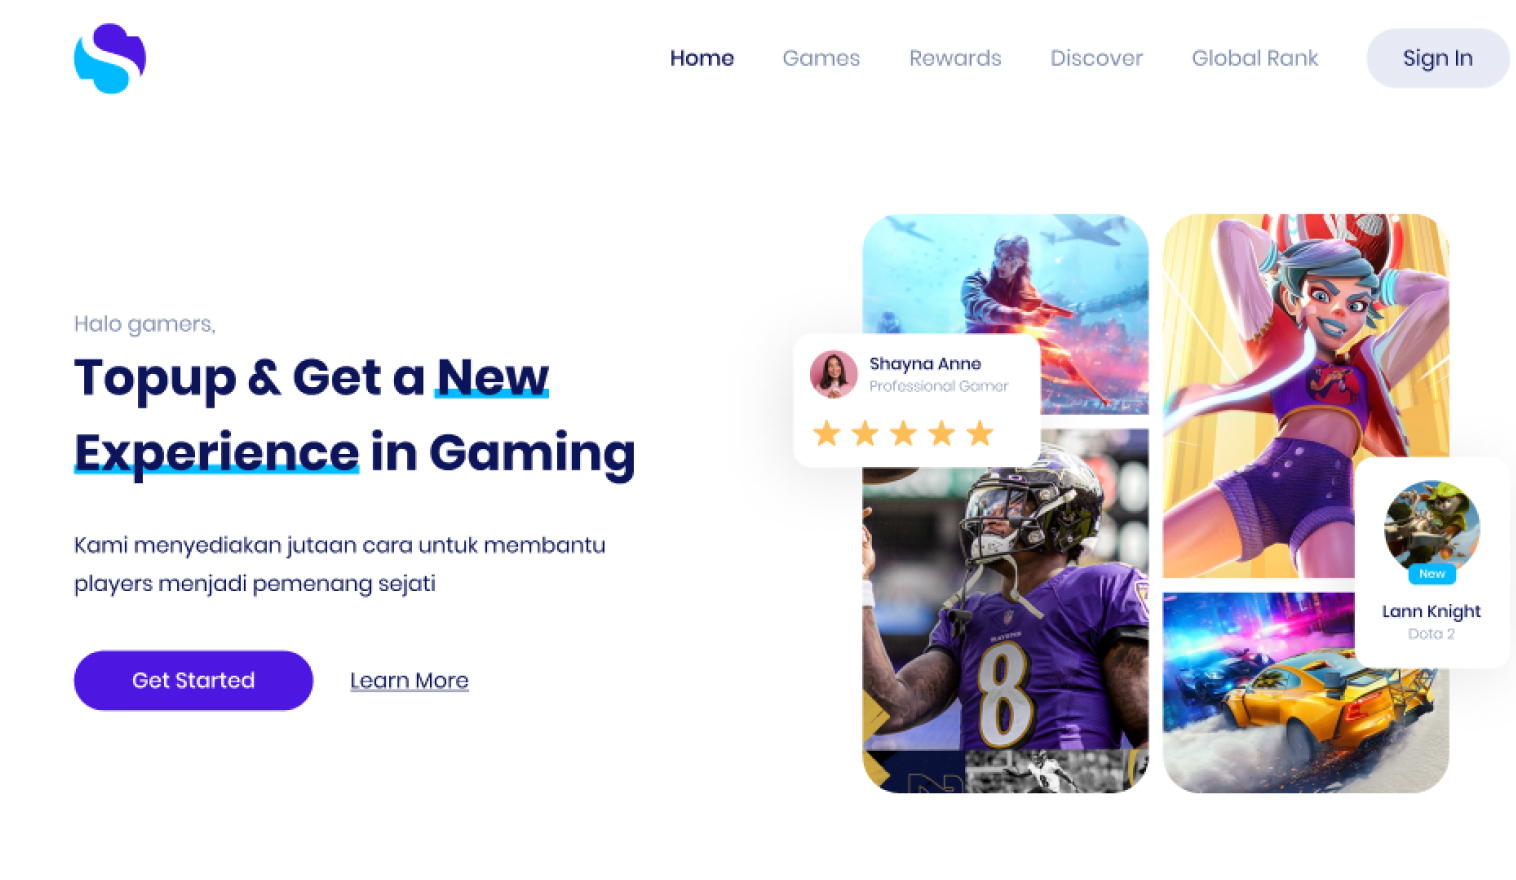 Home Games Rewards Discover Global Rank Sign In
Halo gamers,
Topup & Get a New
Experience in Gaming
Kami menyediakan jutaan cara untuk membantu
players menjadi pemenang sejati
Get Started Learn More
Shayna Anne
Professional Gamer
RAVENS
8
8
New
Lann Knight
Dota 2